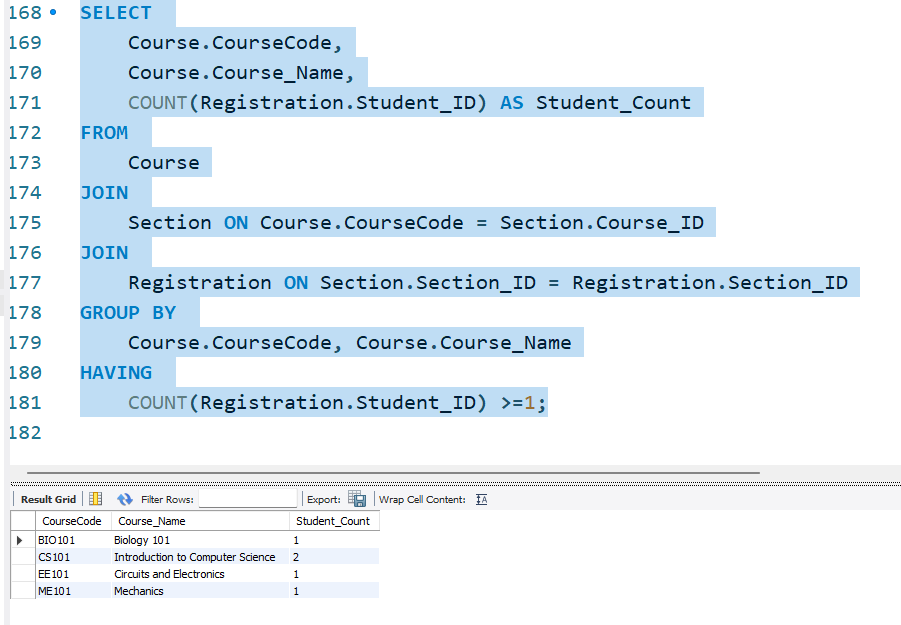 168 SELECT
169 Course.CourseCode,
170 Course.Course_Name,
171 COUNT(Registration.Student_ID) AS Student_Count
172 FROM
173 Course
174 JOIN
175 Section ON Course.CourseCode = Section.Course_ID
176 JOIN
177 Registration ON Section.Section_ID = Registration.Section_ID
178 GROUP BY
179 Course.CourseCode, Course.Course_Name
180 HAVING
181 COUNT(Registration.Student_ID) >=1;
182
Result Grid Filter Rows: Export: Wrap Cell Content: IA
CourseCode Course_Name Student_Count
BIO101 Biology 101 1
CS101 Introduction to Computer Science 2
EE101 Circuits and Electronics 1
ME101 Mechanics 1